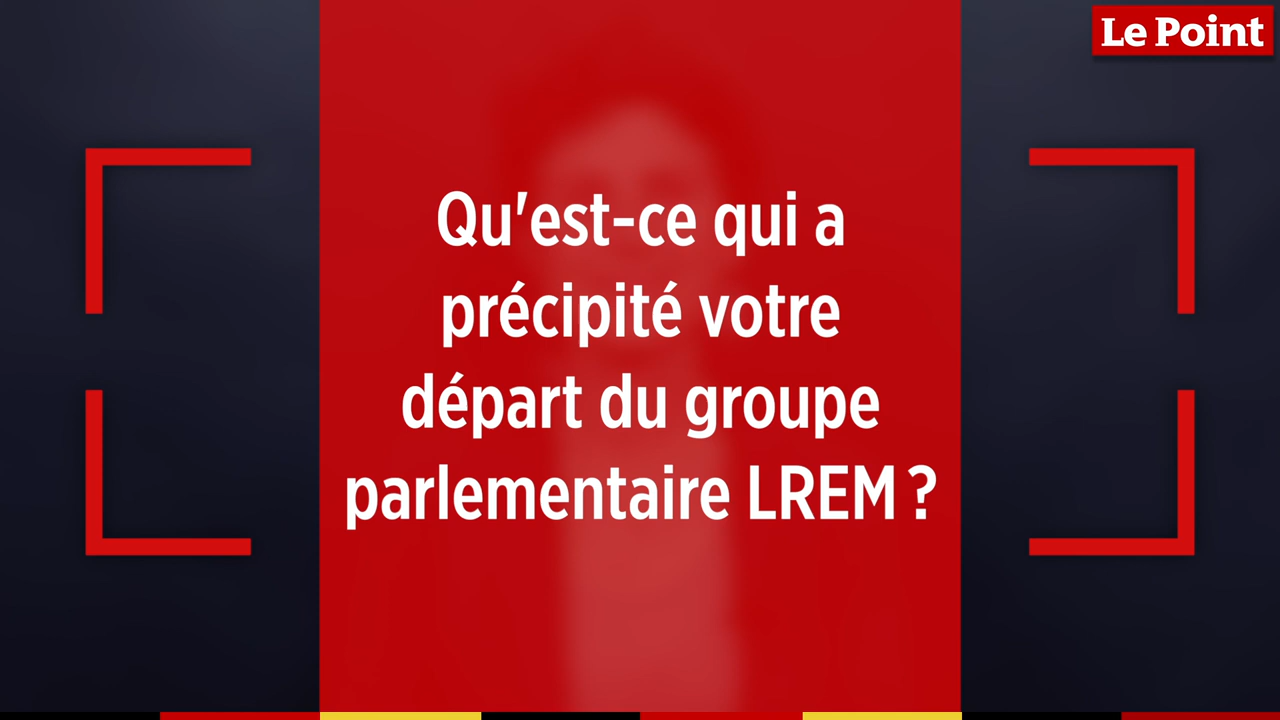 Le Point
Qu'est-ce qui a
précipité votre
départ du groupe
parlementaire LREM ?